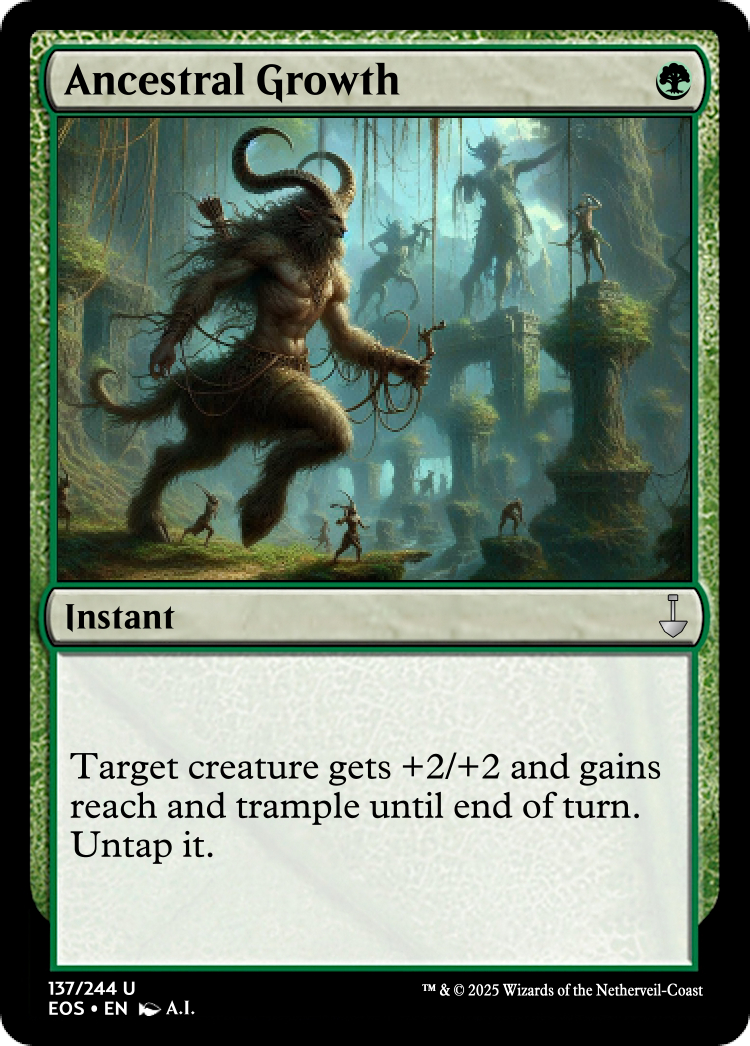 Ancestral Growth
Instant
Target creature gets +2/+2 and gains
reach and trample until end of turn.
Untap it.
137/244 U
™ & © 2025 Wizards of the Netherveil-Coast
EOS • EN A.I.